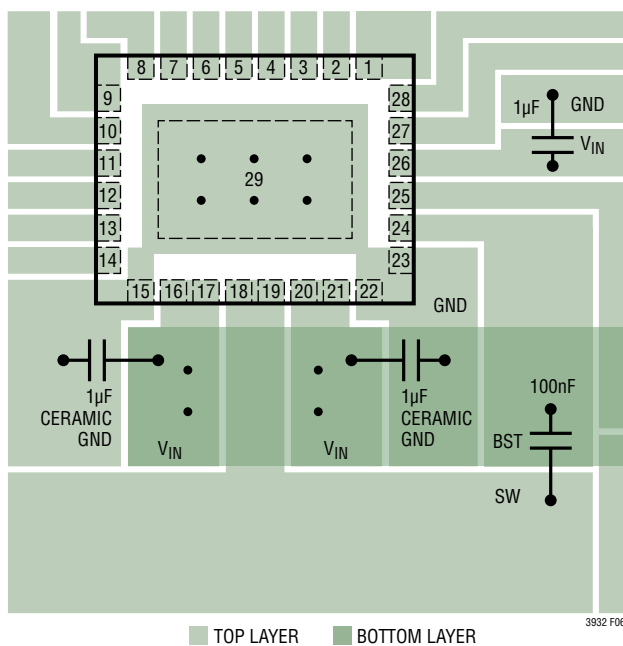 8 7 6 5 4 3 2 1
9
28
10
27
11
26
12
25
13
24
14
23
29
15 16 17 18 19 20 21 22
1µF
GND
VIN
GND
1µF
CERAMIC
GND
VIN
VIN
1µF
CERAMIC
GND
100nF
BST
SW
3932 F06
TOP LAYER
BOTTOM LAYER